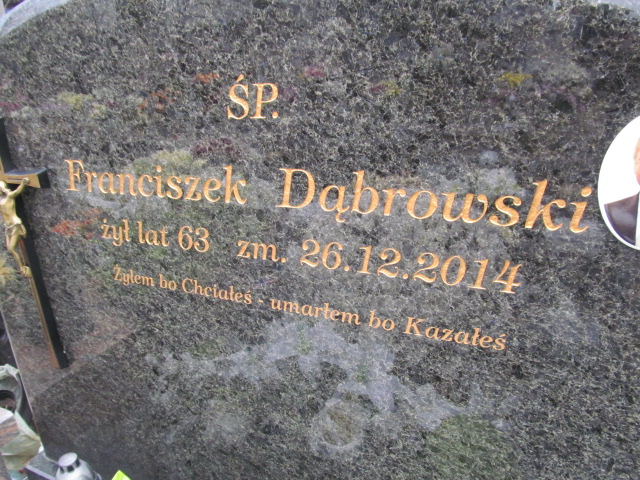 ŚP.
Franciszek Dąbrowski
żył lat 63 zm. 26.12.2014
Żyłem bo Chciałeś - umarłem bo Kazałeś